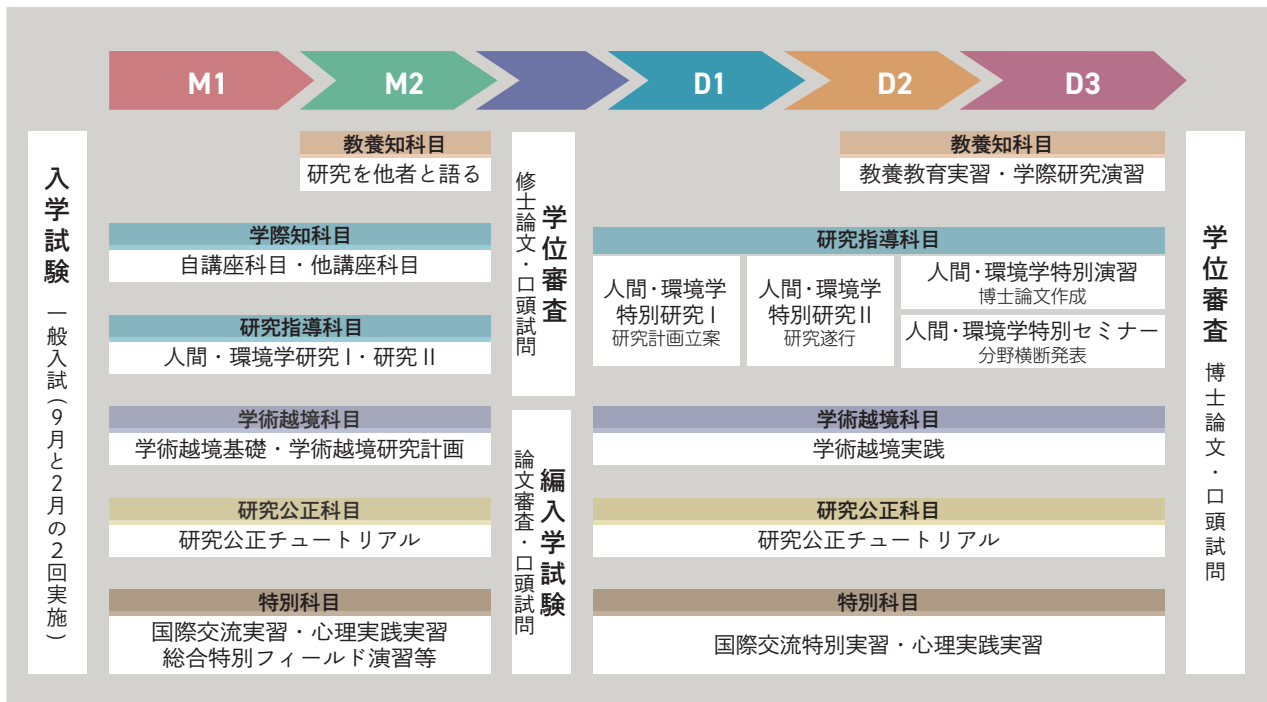 M1
M2
D1
D2
D3
入学試験
一般入試(9月と2月の2回実施)
教養知科目
研究を他者と語る
学際知科目
自講座科目・他講座科目
研究指導科目
人間・環境学研究Ⅰ・研究Ⅱ
学術越境科目
学術越境基礎・学術越境研究計画
研究公正科目
研究公正チュートリアル
特別科目
国際交流実習・心理実践実習
総合特別フィールド演習等
学位審査
修士論文・口頭試問
編入学試験
論文審査・口頭試問
教養知科目
教養教育実習・学際研究演習
研究指導科目
人間・環境学
特別研究Ⅰ
研究計画立案
人間・環境学
特別研究Ⅱ
研究遂行
人間・環境学特別演習
博士論文作成
人間・環境学特別セミナー
分野横断発表
学術越境科目
学術越境実践
研究公正科目
研究公正チュートリアル
特別科目
国際交流特別実習・心理実践実習
学位審査
博士論文・口頭試問